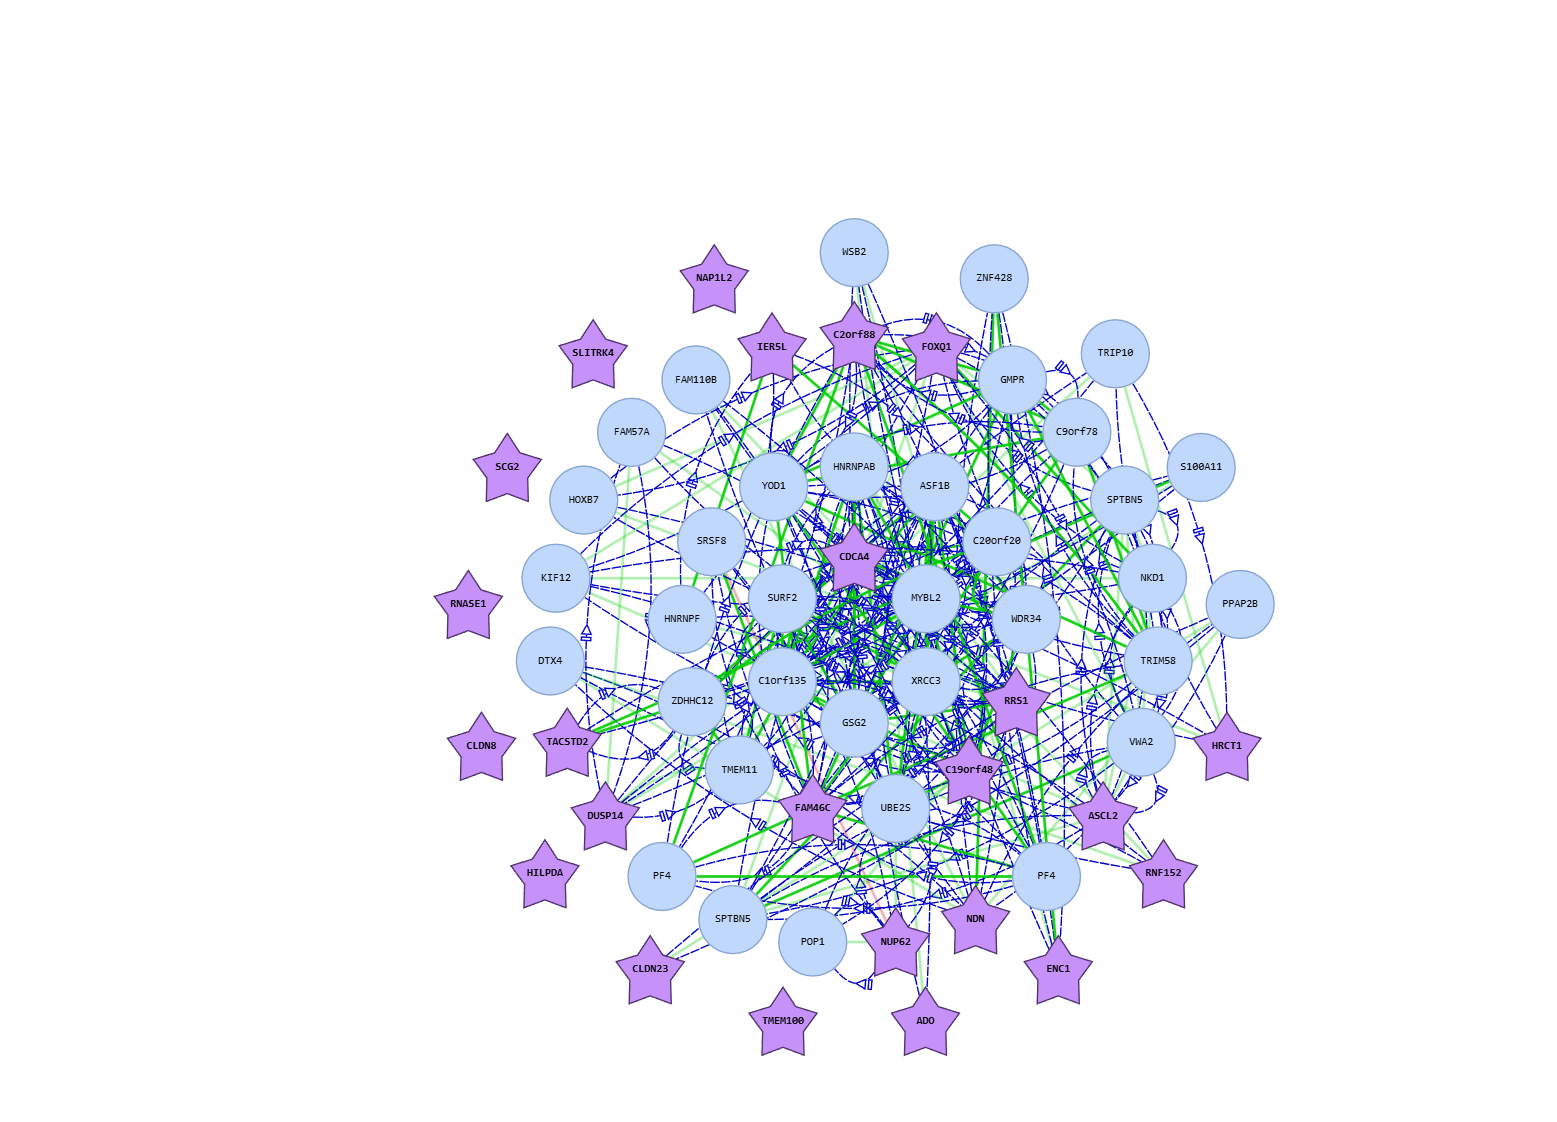 WSB2
NAP1L2
ZNF428
C2orf88
IER5L
FOXQ1
SLITRK4
TRIP10
FAM110B
GMPR
FAM57A
C9orf78
SCG2
HNRNPAB
S100A11
YOD1
ASF1B
HOXB7
SPTBN5
SRSF8
C20orf20
CDCA4
KIF12
NKD1
RNASE1
SURF2
MYBL2
PPAP2B
HNRNPF
WDR34
DTX4
TRIM58
C1orf135
XRCC3
ZDHHC12
RRS1
GSG2
TACSTD2
VWA2
CLDN8
HRCT1
TMEM11
C19orf48
FAM46C
UBE2S
DUSP14
ASCL2
HILPDA
PF4
PF4
RNF152
SPTBN5
NDN
POP1
NUP62
CLDN23
ENC1
TMEM100
ADO